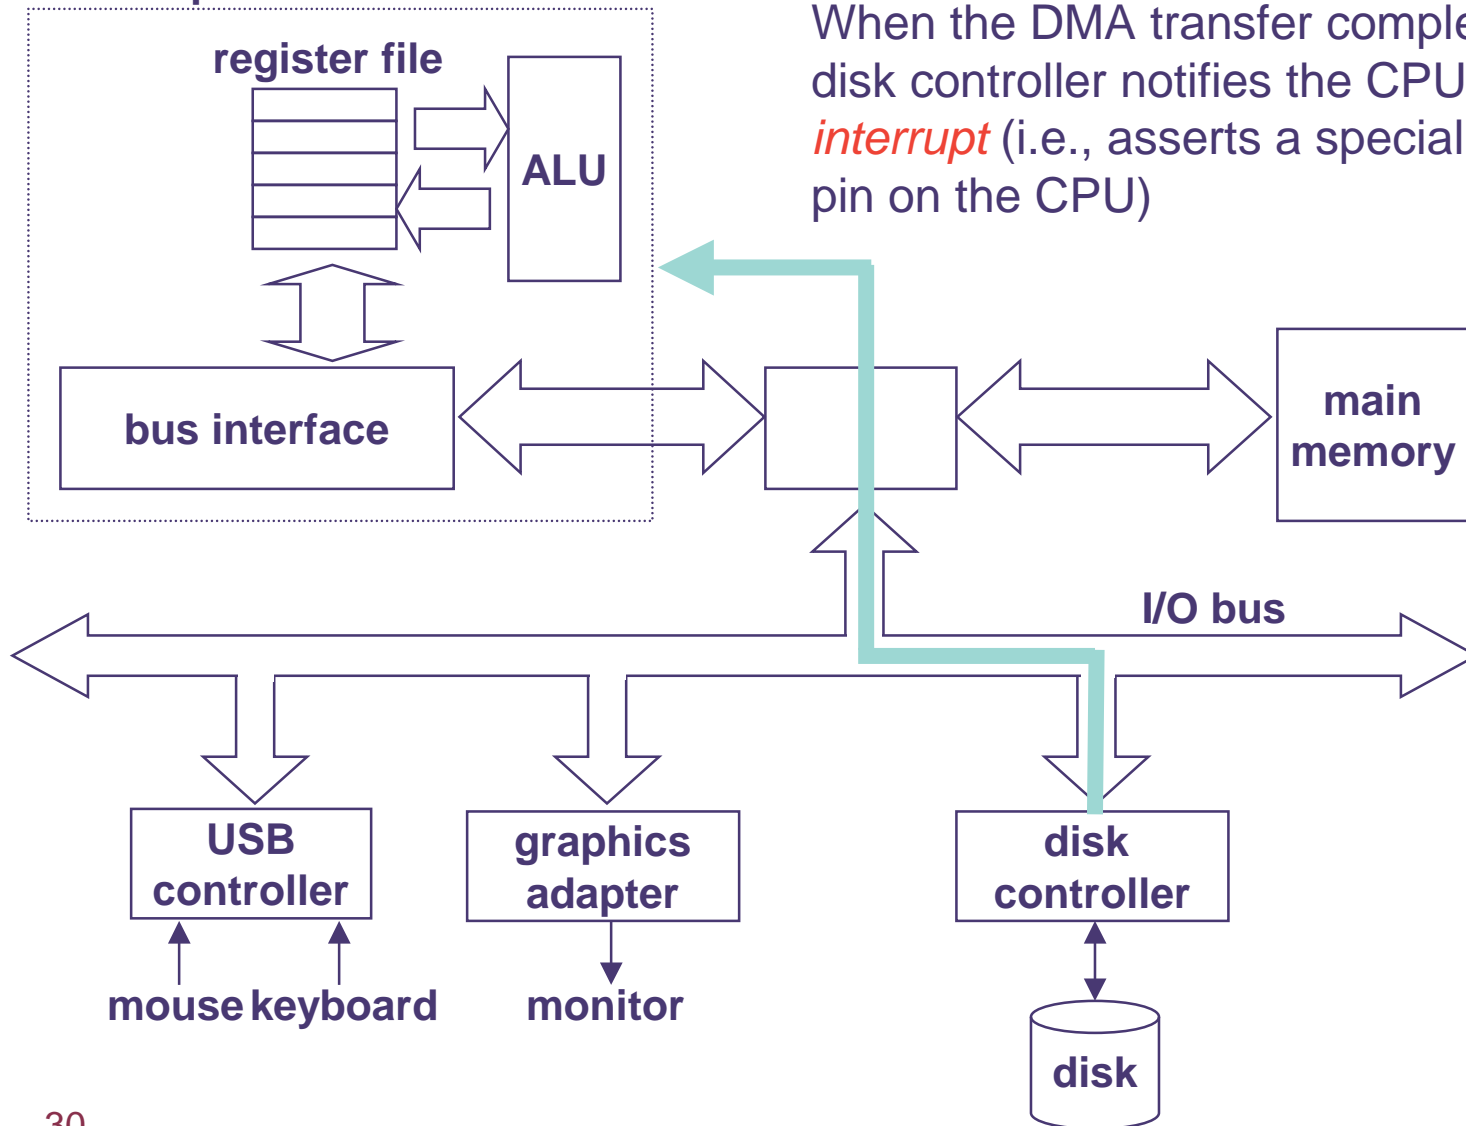 register file
ALU
When the DMA transfer
disk controller notifies the CPU
interrupt (i.e., asserts a special
pin on the CPU)
bus interface
main
memory
I/O bus
USB
controller
graphics
adapter
disk
controller
mouse keyboard
monitor
disk
30